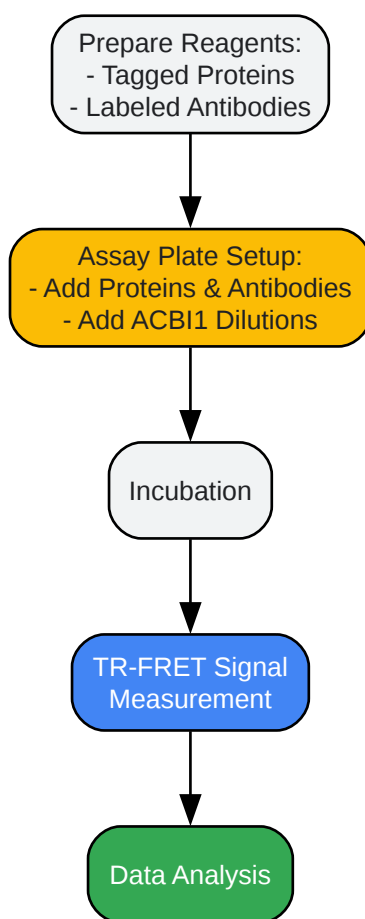 Prepare Reagents:
- Tagged Proteins
- Labeled Antibodies
Assay Plate Setup:
- Add Proteins & Antibodies
- Add ACBI1 Dilutions
Incubation
TR-FRET Signal
Measurement
Data Analysis